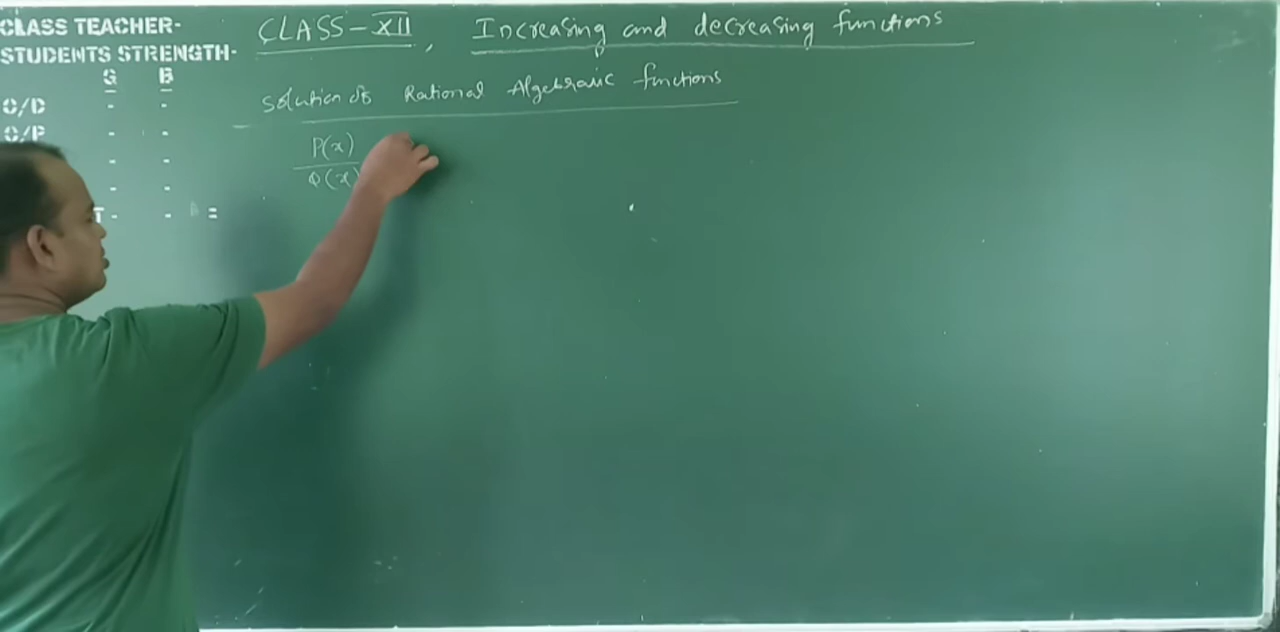 CLASS TEACHER-
STUDENTS STRENGTH-
G B
O/D - -
O/P - -
- -
- -
T - - =
CLASS-XII, Increasing and decreasing functions
Solution of Rational Algebraic functions
P(x)
Q(x)